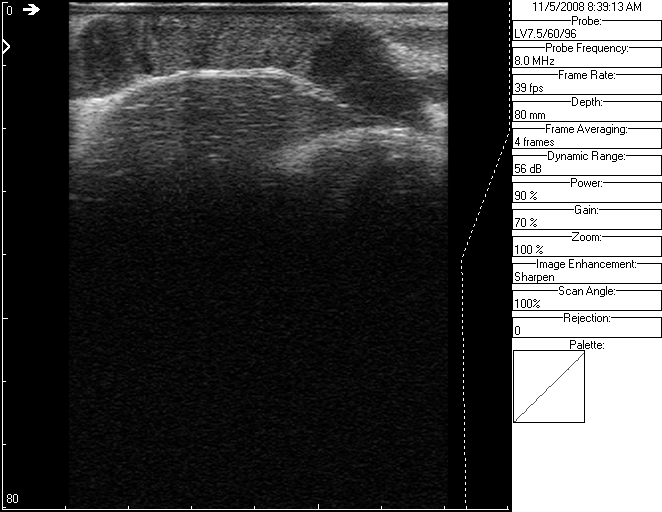 0
80
11/5/2008 8:39:13 AM
Probe:
LV7.5/60/96
Probe Frequency:
8.0 MHz
Frame Rate:
39 fps
Depth:
80 mm
Frame Averaging:
4 frames
Dynamic Range:
56 dB
Power:
90 %
Gain:
70 %
Zoom:
100 %
Image Enhancement:
Sharpen
Scan Angle:
100%
Rejection:
0
Palette: